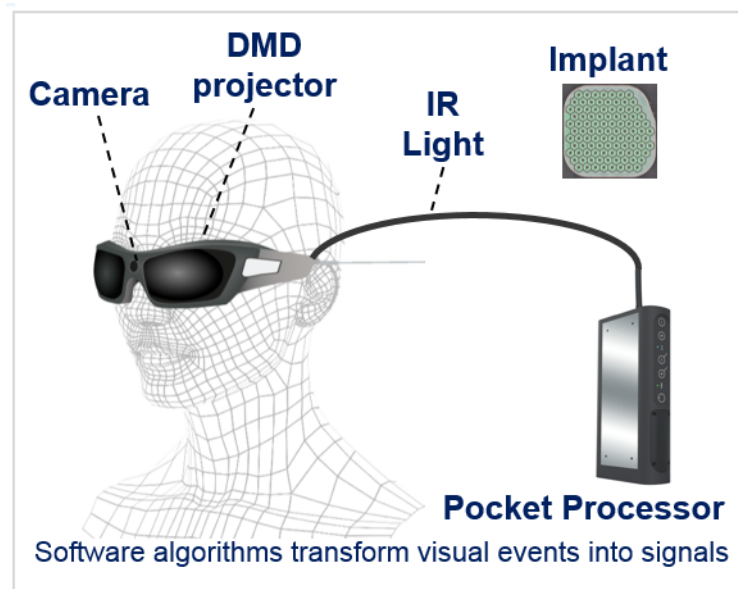 DMD
projector
Camera
IR
Light
Implant
Pocket Processor
Software algorithms transform visual events into signals